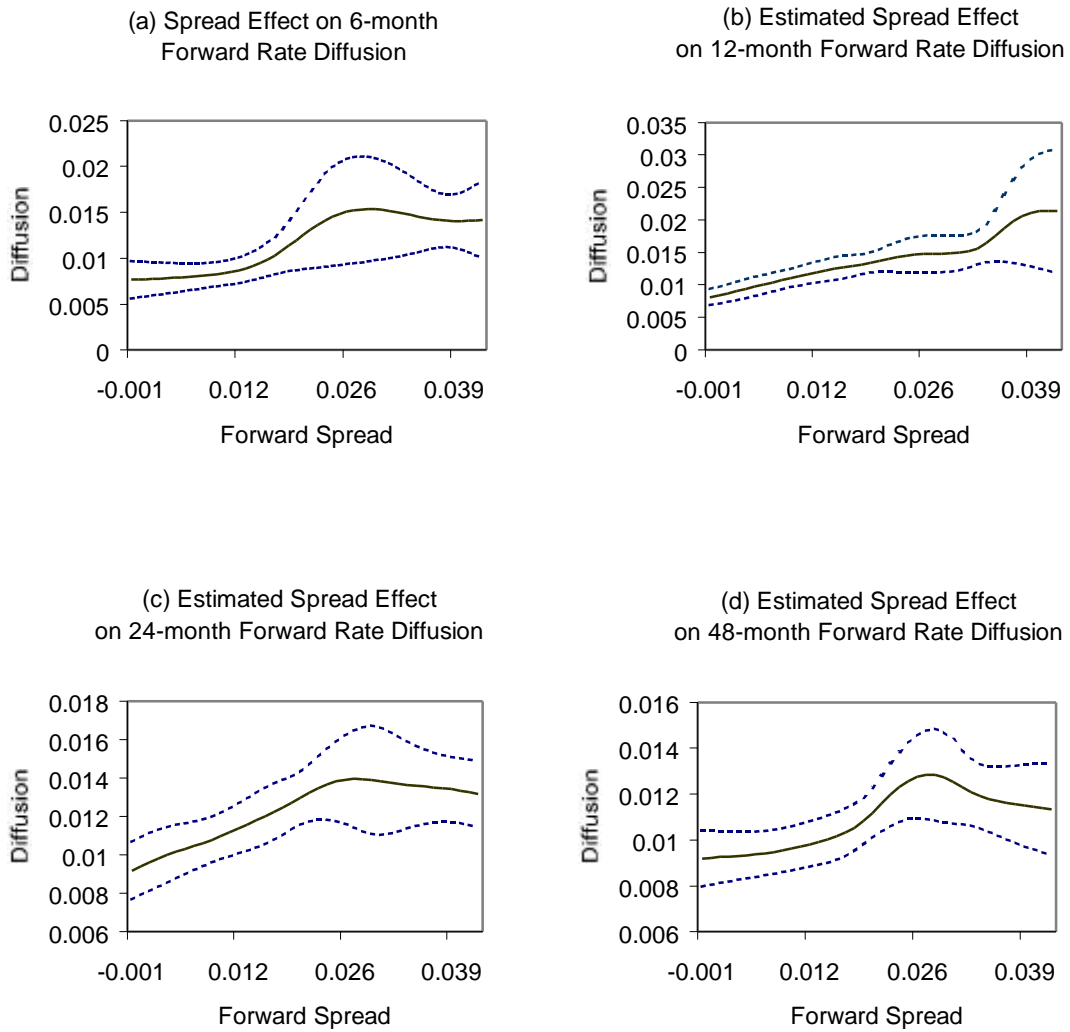 (a) Spread Effect on 6-month
Forward Rate Diffusion
0.025
0.02
0.015
0.01
0.005
0
Diffusion
-0.001 0.012 0.026 0.039
Forward Spread
(b) Estimated Spread Effect
on 12-month Forward Rate Diffusion
0.035
0.03
0.025
0.02
0.015
0.01
0.005
0
Diffusion
-0.001 0.012 0.026 0.039
Forward Spread
(c) Estimated Spread Effect
on 24-month Forward Rate Diffusion
0.018
0.016
0.014
0.012
0.01
0.008
0.006
Diffusion
-0.001 0.012 0.026 0.039
Forward Spread
(d) Estimated Spread Effect
on 48-month Forward Rate Diffusion
0.016
0.014
0.012
0.01
0.008
0.006
Diffusion
-0.001 0.012 0.026 0.039
Forward Spread